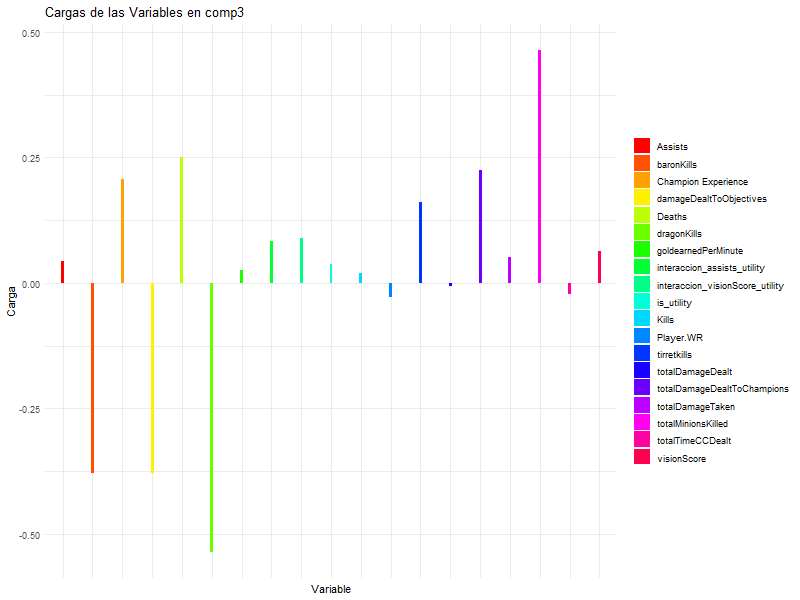 Cargas de las Variables en comp3
0.50
0.25
0.00
-0.25
-0.50
Carga
Variable
Assists
baronKills
Champion Experience
damageDealtToObjectives
Deaths
dragonKills
goldearnedPerMinute
interaccion_assists_utility
interaccion_visionScore_utility
is_utility
Kills
Player.WR
tirretkills
totalDamageDealt
totalDamageDealtToChampions
totalDamageTaken
totalMinionsKilled
totalTimeCCDealt
visionScore